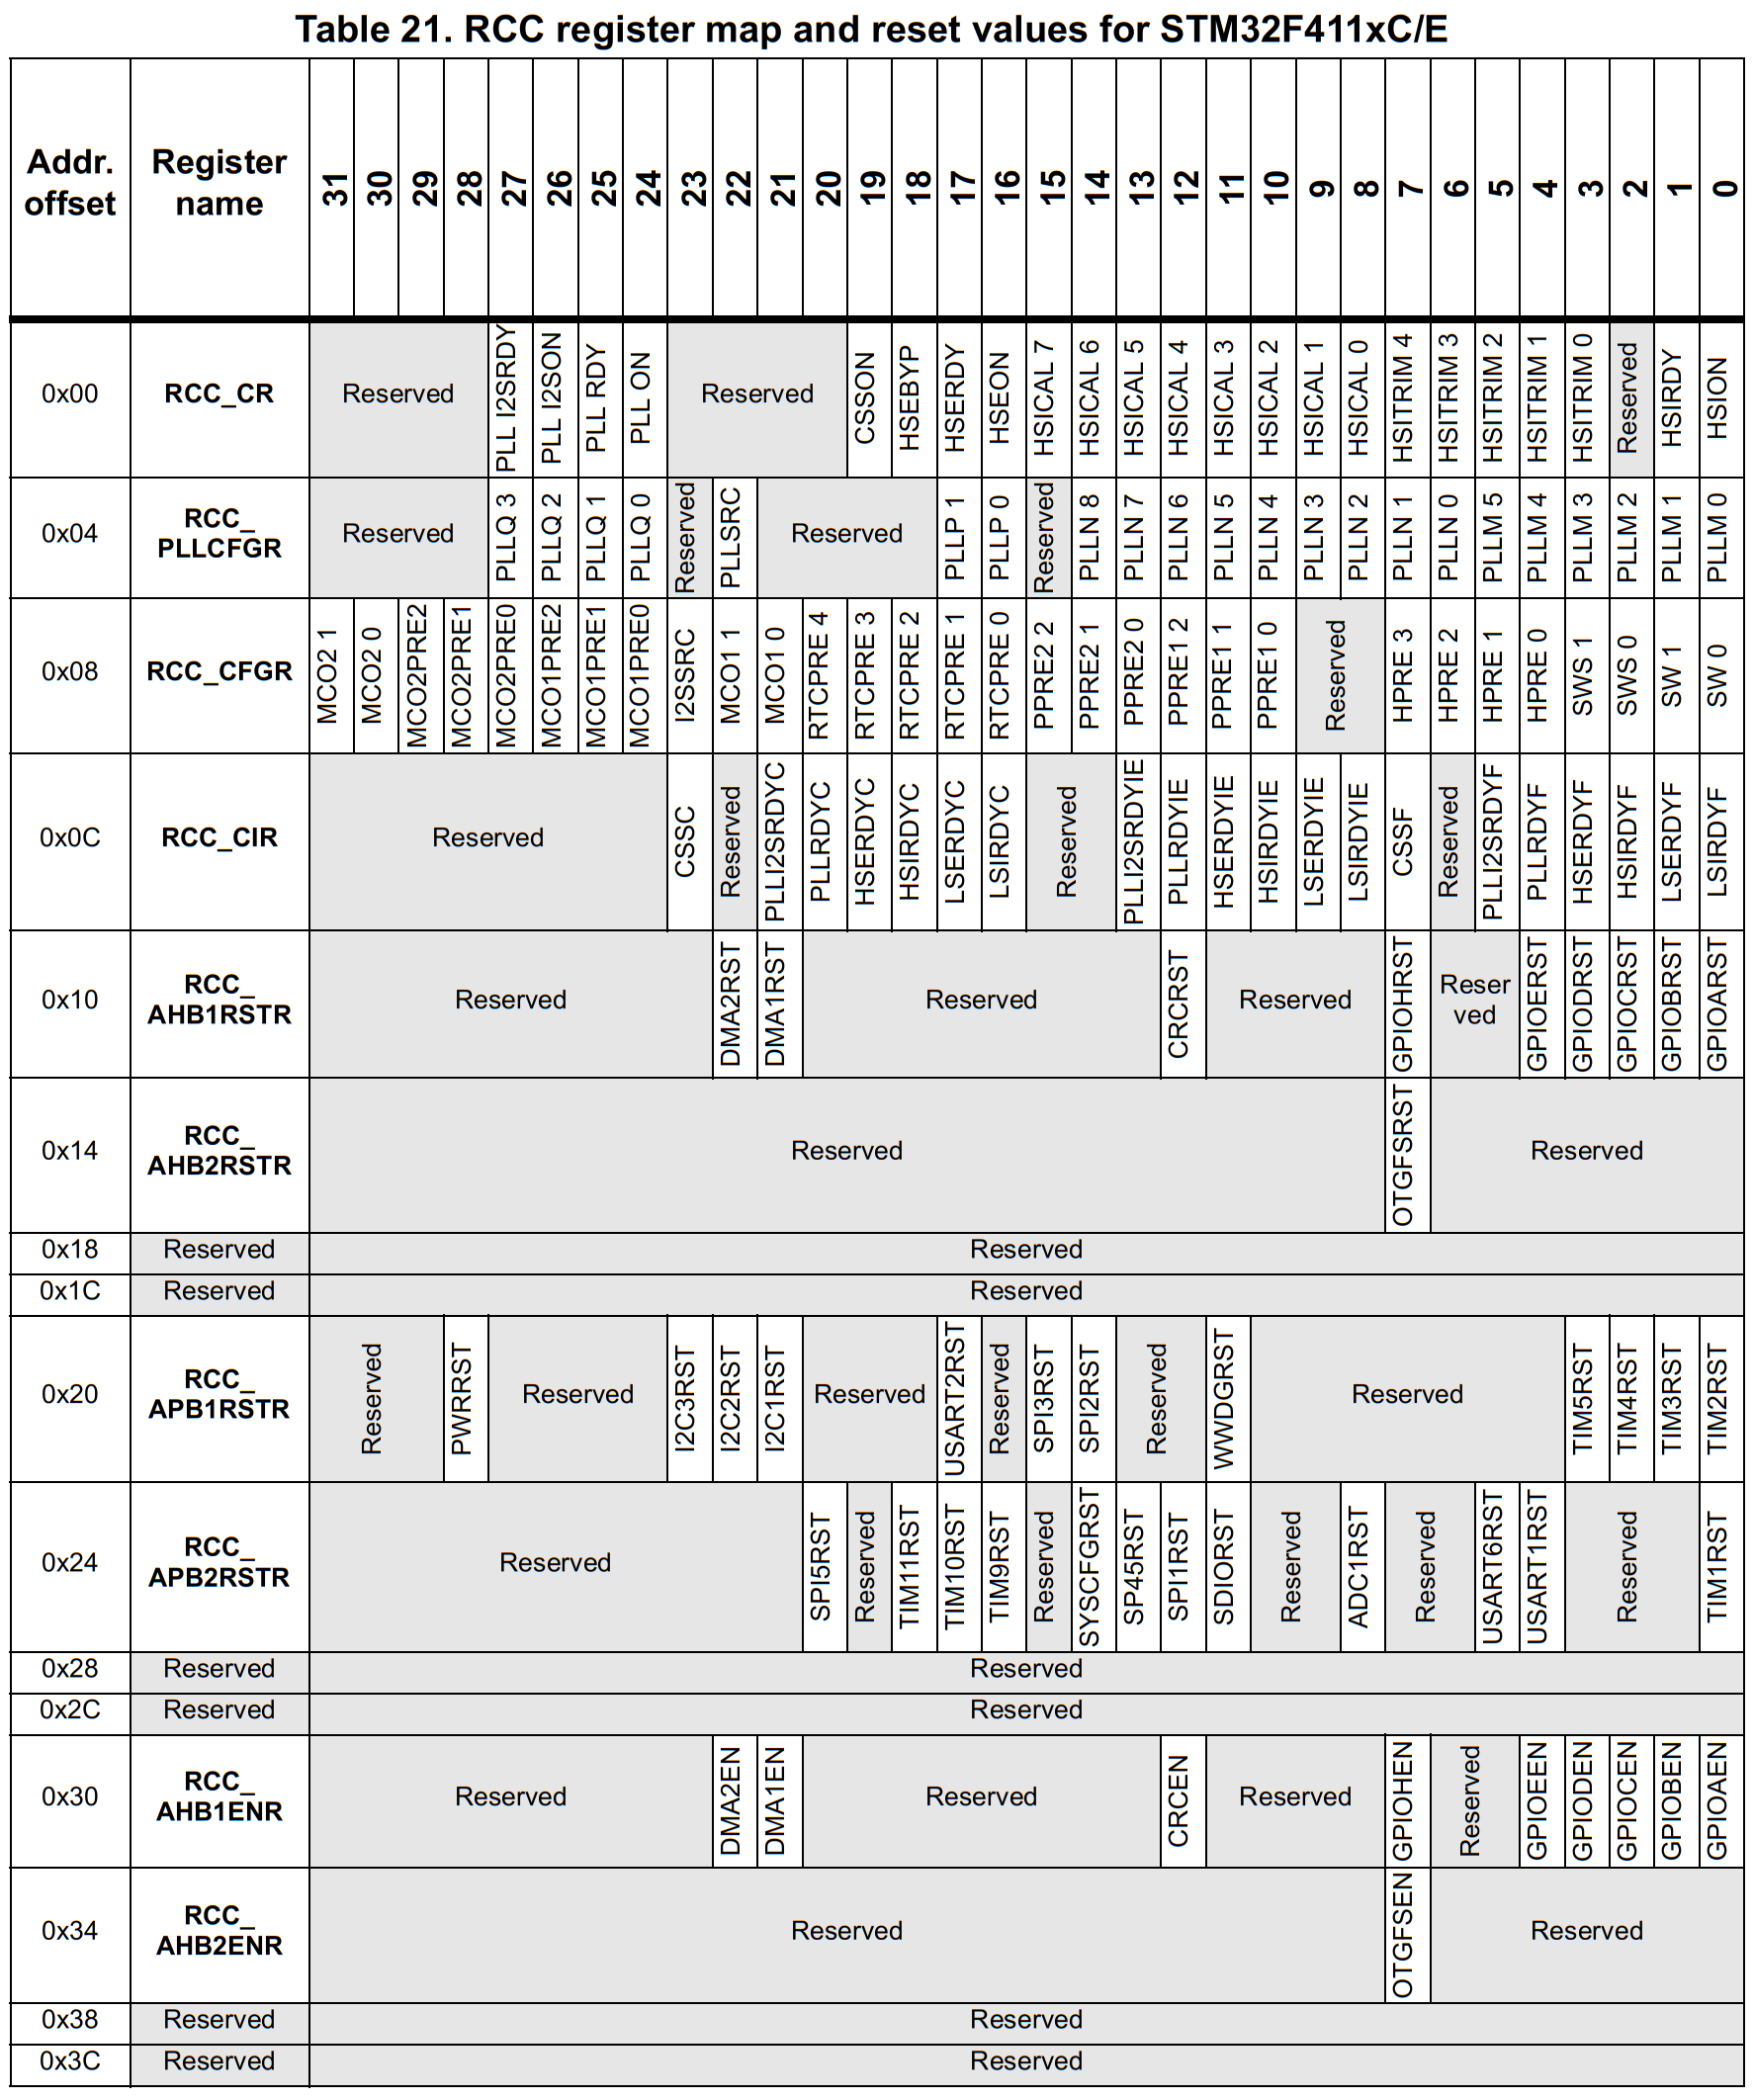 Table 21. RCC register map and reset values for STM32F411xC/E
Addr. offset Register name 31 30 29 28 27 26 25 24 23 22 21 20 19 18 17 16 15 14 13 12 11 10 9 8 7 6 5 4 3 2 1 0
0x00 RCC_CR Reserved PLL I2SRDY PLL I2SON PLL RDY PLL ON Reserved CSSON HSEBYP HSERDY HSEON HSICAL 7 HSICAL 6 HSICAL 5 HSICAL 4 HSICAL 3 HSICAL 2 HSICAL 1 HSICAL 0 HSITRIM 4 HSITRIM 3 HSITRIM 2 HSITRIM 1 HSITRIM 0 Reserved HSIRDY HSION
0x04 RCC_ PLLCFGR Reserved PLLQ 3 PLLQ 2 PLLQ 1 PLLQ 0 Reserved PLLSRC Reserved PLLP 1 PLLP 0 Reserved PLLN 8 PLLN 7 PLLN 6 PLLN 5 PLLN 4 PLLN 3 PLLN 2 PLLN 1 PLLN 0 PLLM 5 PLLM 4 PLLM 3 PLLM 2 PLLM 1 PLLM 0
0x08 RCC_CFGR MCO2 1 MCO2 0 MCO2PRE2 MCO2PRE1 MCO2PRE0 MCO1PRE2 MCO1PRE1 MCO1PRE0 I2SSRC MCO1 1 MCO1 0 RTCPRE 4 RTCPRE 3 RTCPRE 2 RTCPRE 1 RTCPRE 0 PPRE2 2 PPRE2 1 PPRE2 0 PPRE1 2 PPRE1 1 PPRE1 0 Reserved HPRE 3 HPRE 2 HPRE 1 HPRE 0 SWS 1 SWS 0 SW 1 SW 0
0x0C RCC_CIR Reserved CSSC Reserved PLLI2SRDYC PLLRDYC HSERDYC HSIRDYC LSERDYC LSIRDYC Reserved PLLI2SRDYIE PLLRDYIE HSERDYIE HSIRDYIE LSERDYIE LSIRDYIE CSSF Reserved PLLI2SRDYF PLLRDYF HSERDYF HSIRDYF LSERDYF LSIRDYF
0x10 RCC_ AHB1RSTR Reserved DMA2RST DMA1RST Reserved CRCRST Reserved GPIOHRST Reser ved GPIOERST GPIODRST GPIOCRST GPIOBRST GPIOARST
0x14 RCC_ AHB2RSTR Reserved OTGFSRST Reserved
0x18 Reserved Reserved
0x1C Reserved Reserved
0x20 RCC_ APB1RSTR Reserved PWRRST Reserved I2C3RST I2C2RST I2C1RST Reserved USART2RST Reserved SPI3RST SPI2RST Reserved WWDGRST Reserved TIM5RST TIM4RST TIM3RST TIM2RST
0x24 RCC_ APB2RSTR Reserved SPI5RST Reserved TIM11RST TIM10RST TIM9RST Reserved SYSCFGRST SP45RST SPI1RST SDIORST Reserved ADC1RST Reserved USART6RST USART1RST Reserved TIM1RST
0x28 Reserved Reserved
0x2C Reserved Reserved
0x30 RCC_ AHB1ENR Reserved DMA2EN DMA1EN Reserved CRCEN Reserved GPIOHEN Reserved GPIOEEN GPIODEN GPIOCEN GPIOBEN GPIOAEN
0x34 RCC_ AHB2ENR Reserved OTGFSEN Reserved
0x38 Reserved Reserved
0x3C Reserved Reserved